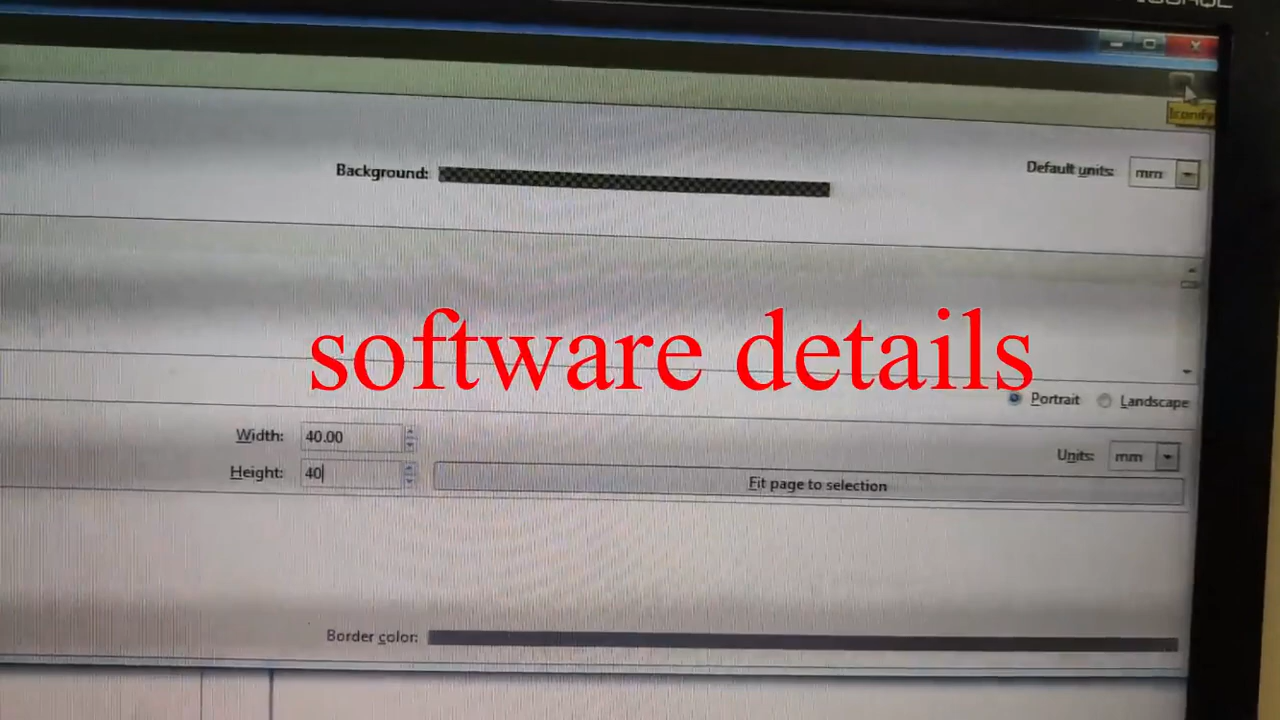 Iconify
Background:
Default units: mm
software details
Portrait Landscape
Width: 40.00
Units: mm
Height: 40
Fit page to selection
Border color: